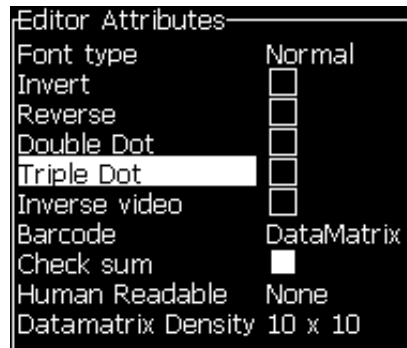 Editor Attributes
Font type Normal
Invert
Reverse
Double Dot
Triple Dot
Inverse video
Barcode DataMatrix
Check sum
Human Readable None
Datamatrix Density 10 x 10